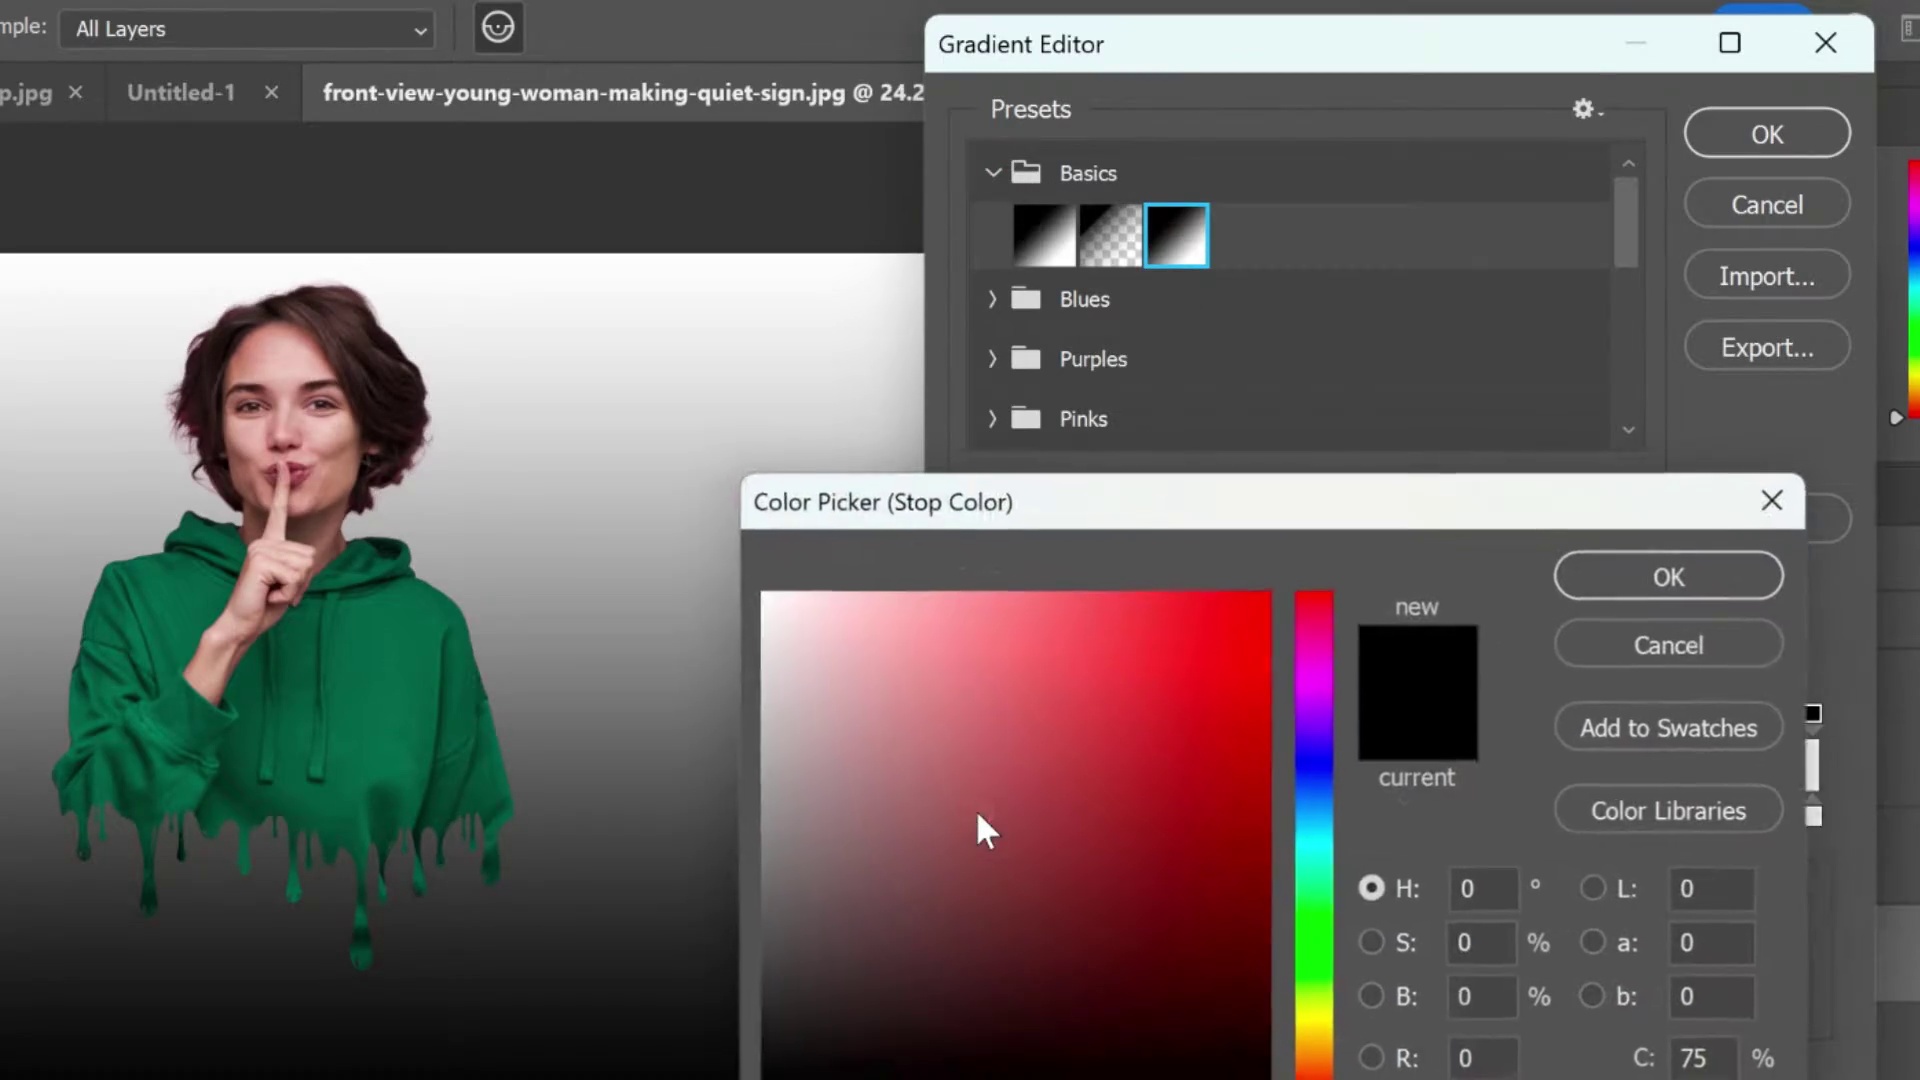 mple: All Layers
Gradient Editor
p.jpg
Untitled-1
front-view-young-woman-making-quiet-sign.jpg @ 24.2
Presets
OK
Basics
Cancel
Import...
Blues
Export...
Purples
Pinks
Color Picker (Stop Color)
OK
new
Cancel
Add to Swatches
current
Color Libraries
H: 0 ° L: 0
S: 0 % a: 0
B: 0 % b: 0
R: 0 C: 75 %